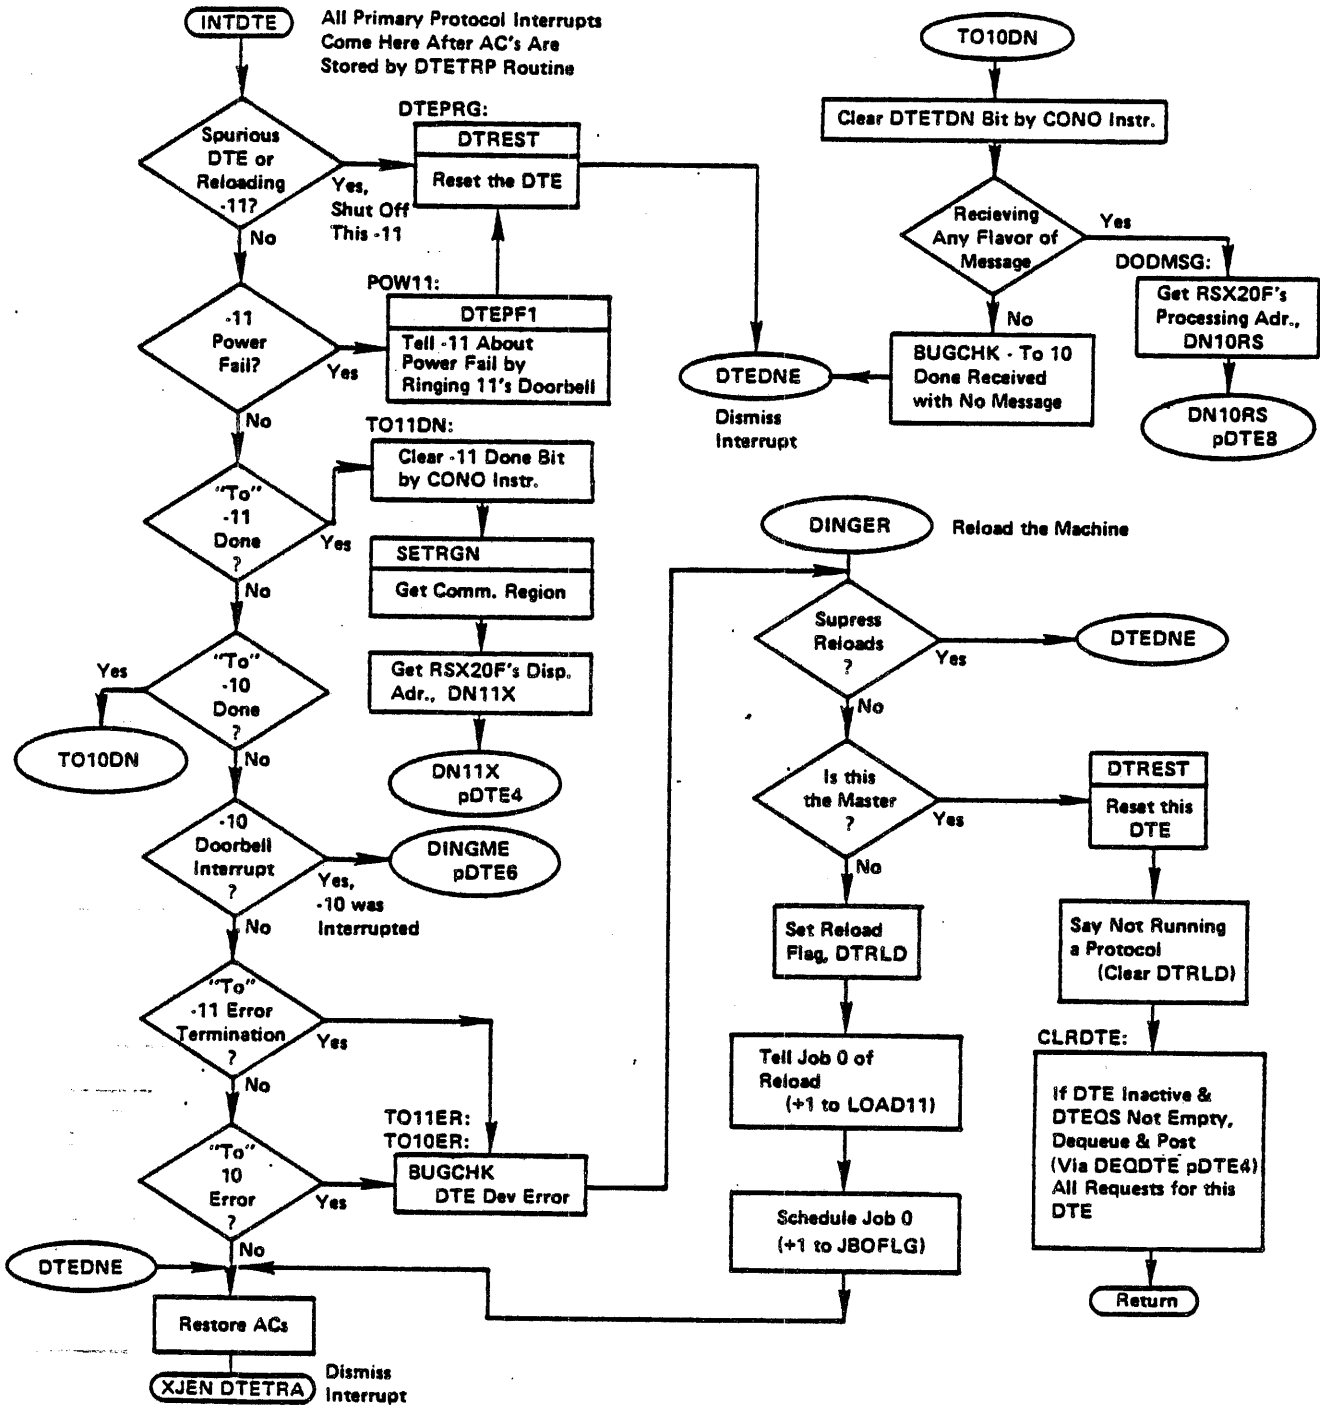 INTDTE
All Primary Protocol Interrupts
Come Here After AC's Are
Stored by DTETRP Routine
Spurious
DTE or
Reloading
-11?
Yes,
Shut Off
This -11
No
DTEPRG:
DTREST
Reset the DTE
-11
Power
Fail?
Yes
No
POW11:
DTEPF1
Tell -11 About
Power Fail by
Ringing 11's Doorbell
"To"
-11
Done
?
Yes
No
TO11DN:
Clear -11 Done Bit
by CONO Instr.
SETRGN
Get Comm. Region
Get RSX20F's Disp.
Adr., DN11X
DN11X
pDTE4
"To"
-10
Done
?
Yes
No
TO10DN
-10
Doorbell
Interrupt
?
Yes,
-10 was
Interrupted
No
DINGME
pDTE6
"To"
-11 Error
Termination
?
Yes
No
TO11ER:
TO10ER:
BUGCHK
DTE Dev Error
"To"
10
Error
?
Yes
No
DTEDNE
Restore ACs
XJEN DTETRA
Dismiss
Interrupt
TO10DN
Clear DTETDN Bit by CONO Instr.
Recieving
Any Flavor of
Message
Yes
No
DODMSG:
Get RSX20F's
Processing Adr.,
DN10RS
DN10RS
pDTE8
BUGCHK - To 10
Done Received
with No Message
DTEDNE
Dismiss
Interrupt
DINGER
Reload the Machine
Supress
Reloads
?
Yes
No
DTEDNE
Is this
the Master
?
Yes
No
DTREST
Reset this
DTE
Say Not Running
a Protocol
(Clear DTRLD)
CLRDTE:
If DTE Inactive &
DTEQS Not Empty,
Dequeue & Post
(Via DEQDTE pDTE4)
All Requests for this
DTE
Return
Set Reload
Flag, DTRLD
Tell Job 0 of
Reload
(+1 to LOAD11)
Schedule Job 0
(+1 to JBOFLG)